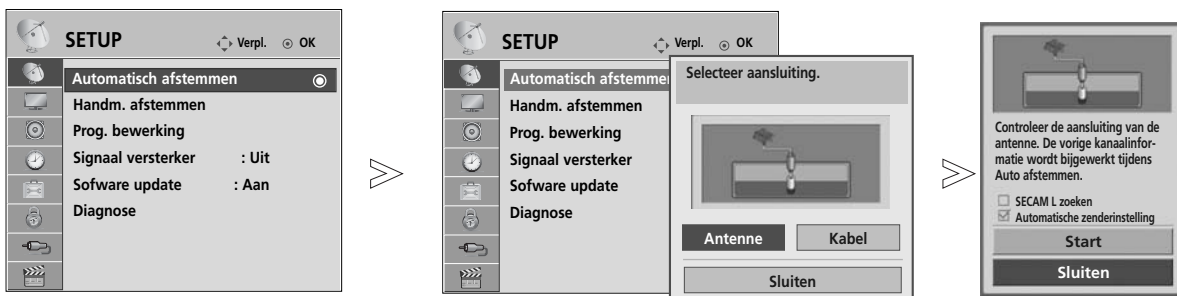 SETUP
Verpl. OK
Automatisch afstemmen
Handm. afstemmen
Prog. bewerking
Signaal versterker : Uit
Sofware update : Aan
Diagnose
SETUP
Verpl. OK
Automatisch afstemmen
Handm. afstemmen
Prog. bewerking
Signaal versterker
Sofware update
Diagnose
Selecteer aansluiting.
Antenne
Kabel
Sluiten
Controleer de aansluiting van de
antenne. De vorige kanaalinfor-
matie wordt bijgewerkt tijdens
Auto afstemmen.
SECAM L zoeken
Automatische zenderinstelling
Start
Sluiten